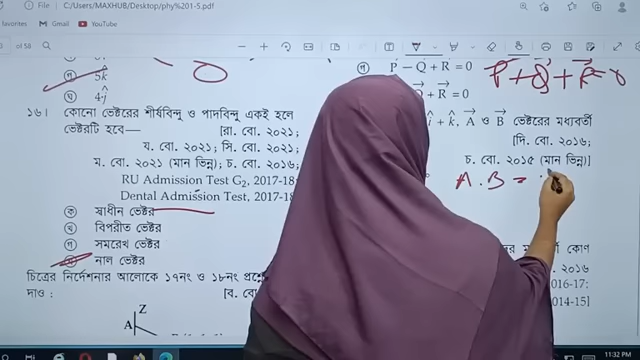 File
C:/Users/MAXHUB/Desktop/phy%201-5.pdf
Gmail
YouTube
of 58
5k̂
ঘ 4ĵ
১৬। কোনো ভেক্টরের শীর্ষবিন্দু ও পাদবিন্দু একই হলে
ভেক্টরটি হবে—
[রা. বো. ২০২১;
য. বো. ২০২১; সি. বো. ২০২১;
ম. বো. ২০২১ (মান ভিন্ন); চ. বো. ২০১৬;
RU Admission Test G2, 2017-18
Dental Admission Test, 2017-18
ক স্বাধীন ভেক্টর
খ বিপরীত ভেক্টর
গ সমরেখ ভেক্টর
ঘ নাল ভেক্টর
চিত্রের নির্দেশনার আলোকে ১৭নং ও ১৮নং
দাও :
[ব. বো. ২০
Z
A
গ P − Q + R = 0
P + Q + R = 0
+ R = 0
i + k, A ও B ভেক্টরের মধ্যবর্তী
[দি. বো. ২০১৬;
চ. বো. ২০১৫ (মান ভিন্ন)]
A . B =
কোণ
২০১৬
2016-17:
2014-15]
11:32 PM